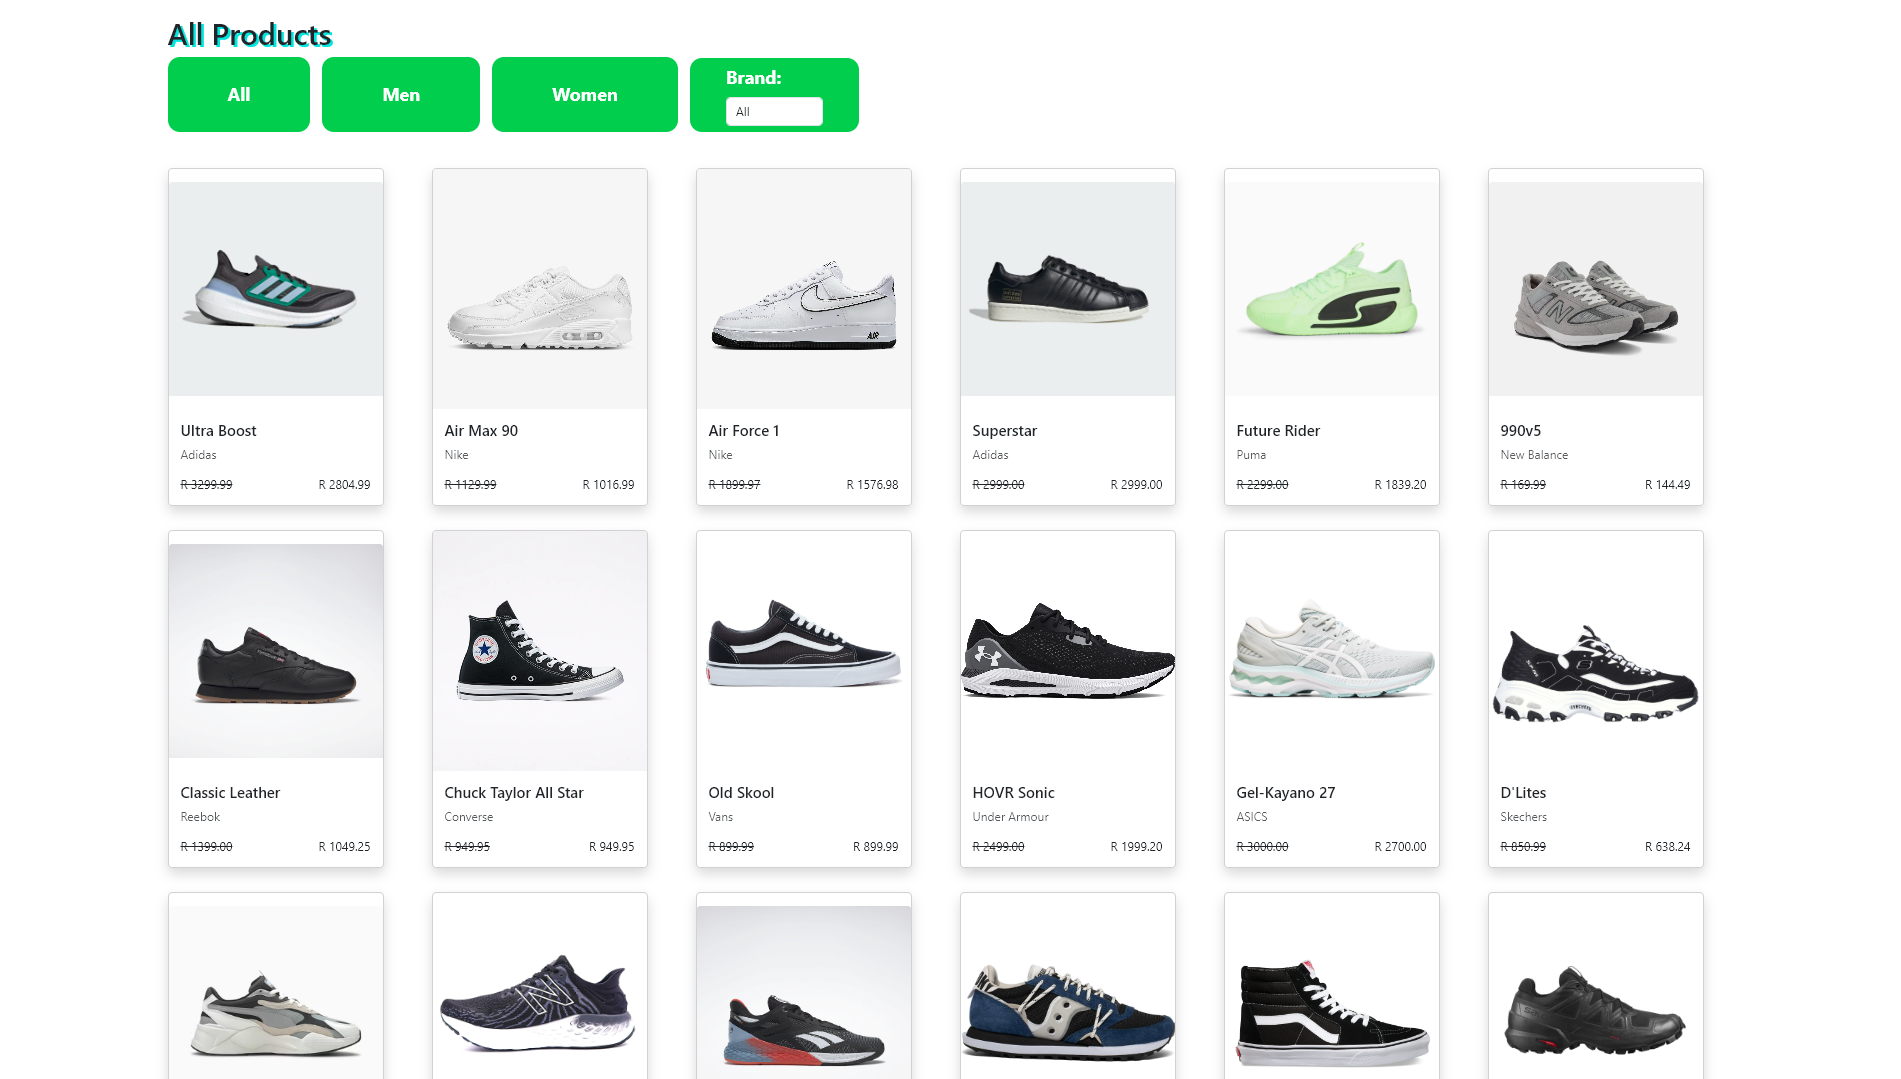 All Products
All
Men
Women
Brand:
All
Ultra Boost
Adidas
R 3299.99 R 2804.99
Air Max 90
Nike
R 1129.99 R 1016.99
Air Force 1
Nike
R 1899.97 R 1576.98
AIR
Superstar
Adidas
R 2999.00 R 2999.00
Future Rider
Puma
R 2299.00 R 1839.20
990v5
New Balance
R 169.99 R 144.49
Classic Leather
Reebok
R 1399.00 R 1049.25
Chuck Taylor All Star
Converse
R 949.95 R 949.95
Old Skool
Vans
R 899.99 R 899.99
HOVR Sonic
Under Armour
R 2499.00 R 1999.20
Gel-Kayano 27
ASICS
R 3000.00 R 2700.00
D'Lites
Skechers
R 850.99 R 638.24